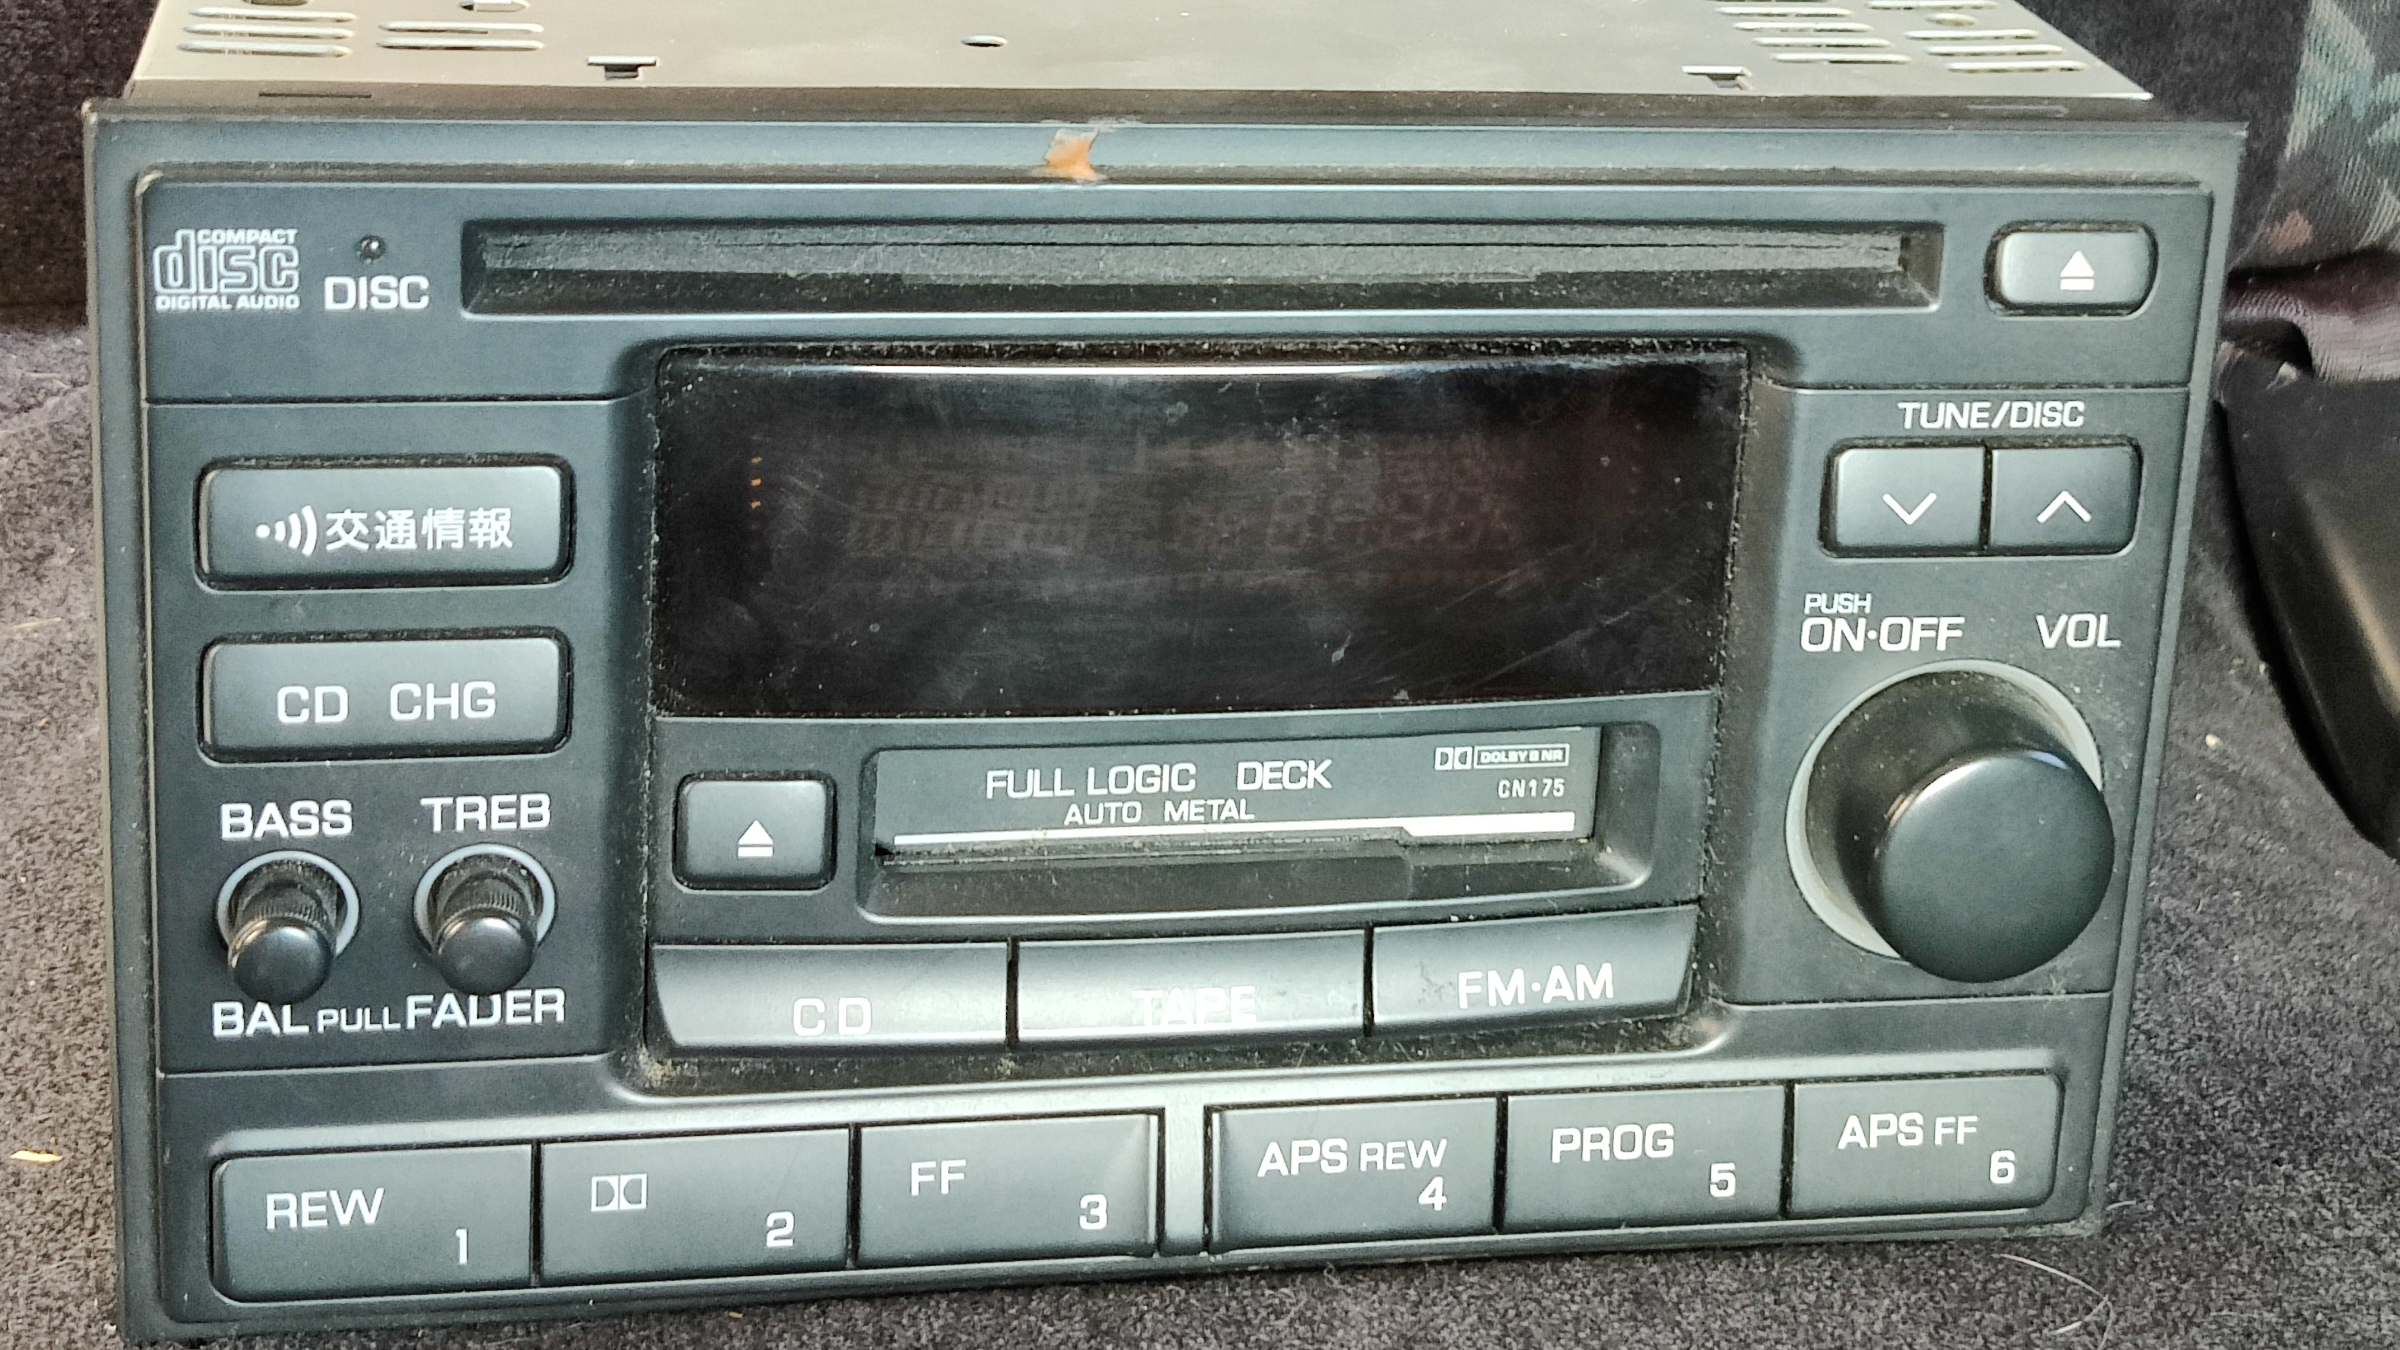 COMPACT
disc
DIGITAL AUDIO
DISC
TUNE/DISC
交通情報
PUSH
ON·OFF VOL
CD CHG
FULL LOGIC DECK
AUTO METAL
DOLBY B NR
CN175
BASS TREB
BAL PULL FADER
CD TAPE FM·AM
REW 1
2
FF 3
APS REW 4
PROG 5
APS FF 6